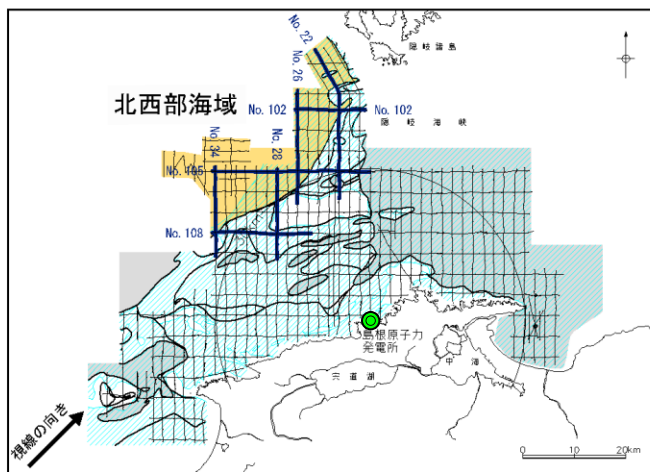 隠岐諸島
No. 22
No. 26
北西部海域
No. 102
No. 102
隠岐海峡
No. 34
No. 28
No. 105
No. 108
島根原子力
発電所
中海
宍道湖
視線の向き
0 10 20km